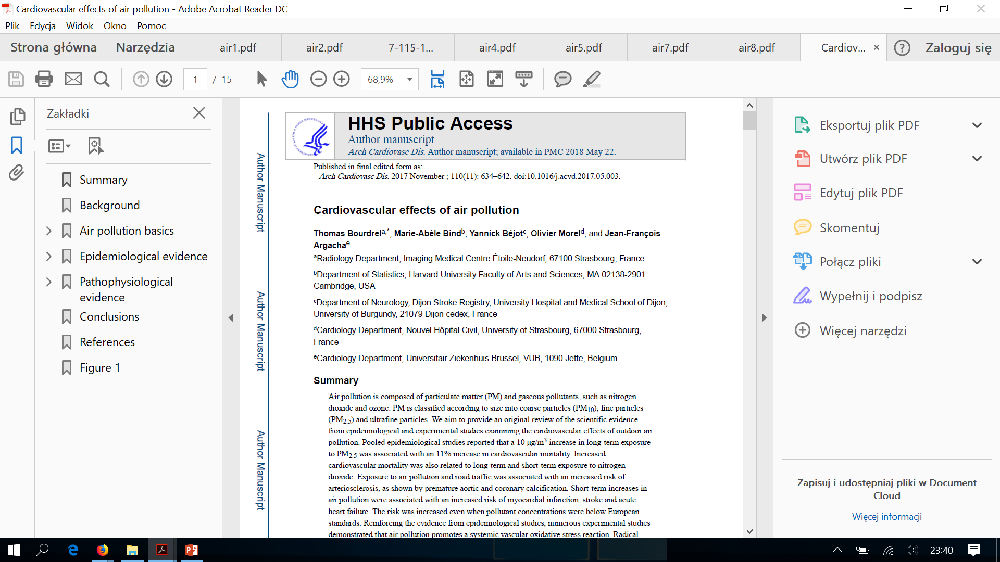 Cardiovascular effects of air pollution - Adobe Acrobat Reader DC
Plik Edycja Widok Okno Pomoc
Strona główna Narzędzia air1.pdf air2.pdf 7-115-1... air4.pdf air5.pdf air7.pdf air8.pdf Cardiov... × ? Zaloguj się
1 / 15 68,9%
Zakładki
Summary
Background
Air pollution basics
Epidemiological evidence
Pathophysiological
evidence
Conclusions
References
Figure 1
Author Manuscript
Author Manuscript
Author Manuscript
HHS Public Access
Author manuscript
Arch Cardiovasc Dis. Author manuscript; available in PMC 2018 May 22.
Published in final edited form as:
Arch Cardiovasc Dis. 2017 November ; 110(11): 634–642. doi:10.1016/j.acvd.2017.05.003.
Cardiovascular effects of air pollution
Thomas Bourdrela,*, Marie-Abèle Bindb, Yannick Béjotc, Olivier Moreld, and Jean-François
Argachae
aRadiology Department, Imaging Medical Centre Étoile-Neudorf, 67100 Strasbourg, France
bDepartment of Statistics, Harvard University Faculty of Arts and Sciences, MA 02138-2901
Cambridge, USA
cDepartment of Neurology, Dijon Stroke Registry, University Hospital and Medical School of Dijon,
University of Burgundy, 21079 Dijon cedex, France
dCardiology Department, Nouvel Hôpital Civil, University of Strasbourg, 67000 Strasbourg,
France
eCardiology Department, Universitair Ziekenhuis Brussel, VUB, 1090 Jette, Belgium
Summary
Air pollution is composed of particulate matter (PM) and gaseous pollutants, such as nitrogen
dioxide and ozone. PM is classified according to size into coarse particles (PM10), fine particles
(PM2.5) and ultrafine particles. We aim to provide an original review of the scientific evidence
from epidemiological and experimental studies examining the cardiovascular effects of outdoor air
pollution. Pooled epidemiological studies reported that a 10 μg/m3 increase in long-term exposure
to PM2.5 was associated with an 11% increase in cardiovascular mortality. Increased
cardiovascular mortality was also related to long-term and short-term exposure to nitrogen
dioxide. Exposure to air pollution and road traffic was associated with an increased risk of
arteriosclerosis, as shown by premature aortic and coronary calcification. Short-term increases in
air pollution were associated with an increased risk of myocardial infarction, stroke and acute
heart failure. The risk was increased even when pollutant concentrations were below European
standards. Reinforcing the evidence from epidemiological studies, numerous experimental studies
demonstrated that air pollution promotes a systemic vascular oxidative stress reaction. Radical
Eksportuj plik PDF
Utwórz plik PDF
Edytuj plik PDF
Skomentuj
Połącz pliki
Wypełnij i podpisz
Więcej narzędzi
Zapisuj i udostępniaj pliki w Document
Cloud
Więcej informacji
23:40